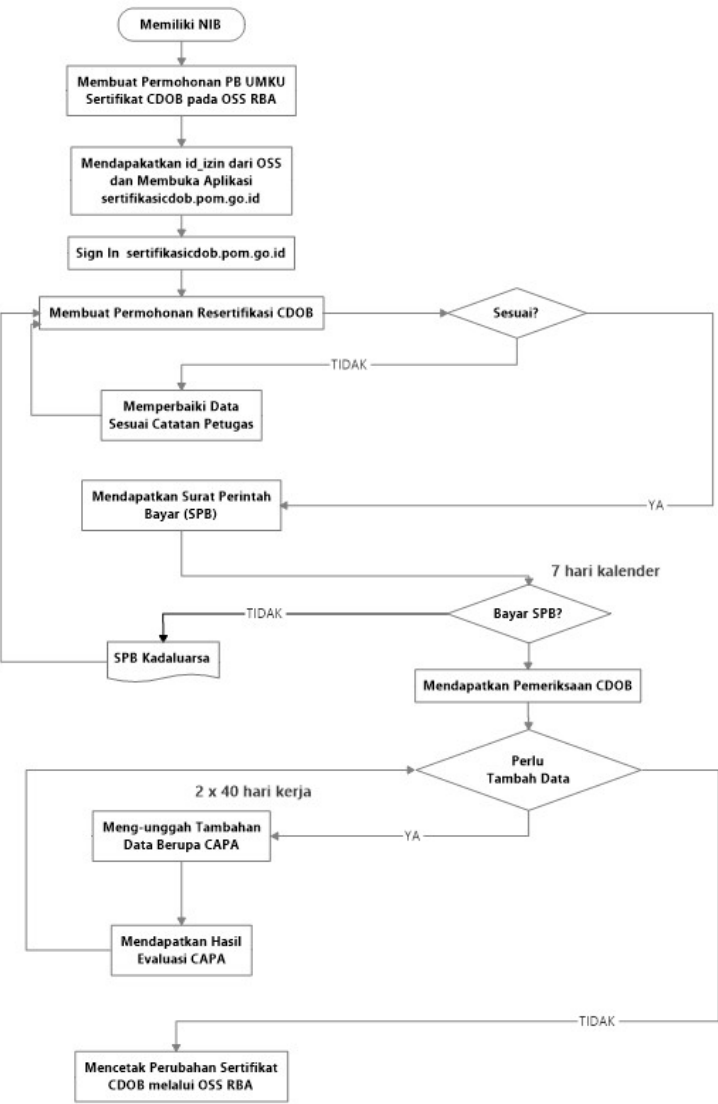 Memiliki NIB
Membuat Permohonan PB UMKU
Sertifikat CDOB pada OSS RBA
Mendapakatkan id_izin dari OSS
dan Membuka Aplikasi
sertifikasicdob.pom.go.id
Sign In sertifikasicdob.pom.go.id
Membuat Permohonan Resertifikasi CDOB
Sesuai?
TIDAK
Memperbaiki Data
Sesuai Catatan Petugas
Mendapatkan Surat Perintah
Bayar (SPB)
YA
7 hari kalender
Bayar SPB?
TIDAK
SPB Kadaluarsa
Mendapatkan Pemeriksaan CDOB
Perlu
Tambah Data
2 x 40 hari kerja
Meng-unggah Tambahan
Data Berupa CAPA
YA
Mendapatkan Hasil
Evaluasi CAPA
TIDAK
Mencetak Perubahan Sertifikat
CDOB melalui OSS RBA